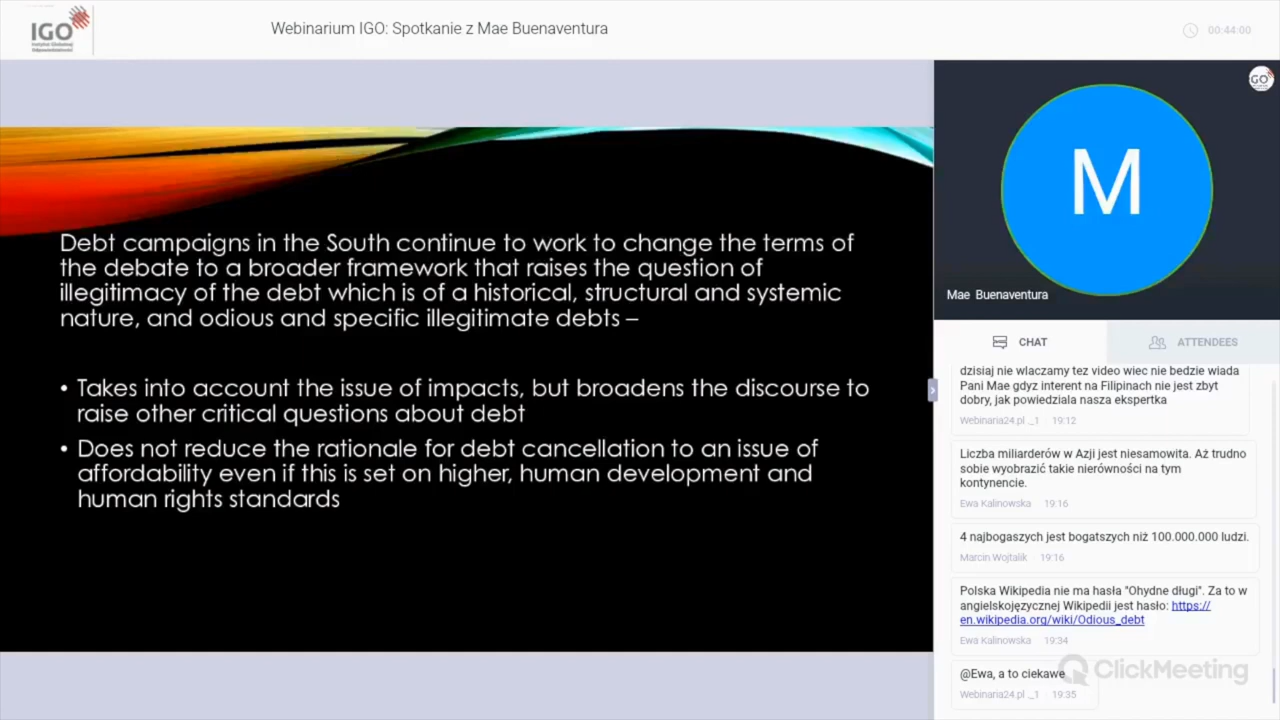 IGO
Instytut Globalnej
Odpowiedzialności
Webinarium IGO: Spotkanie z Mae Buenaventura
00:44:00
Debt campaigns in the South continue to work to change the terms of
the debate to a broader framework that raises the question of
illegitimacy of the debt which is of a historical, structural and systemic
nature, and odious and specific illegitimate debts –
• Takes into account the issue of impacts, but broadens the discourse to
raise other critical questions about debt
• Does not reduce the rationale for debt cancellation to an issue of
affordability even if this is set on higher, human development and
human rights standards
IGO
M
Mae Buenaventura
CHAT
ATTENDEES
dzisiaj nie wlaczamy tez video wiec nie bedzie wiada
Pani Mae gdyz interent na Filipinach nie jest zbyt
dobry, jak powiedziala nasza ekspertka
Webinaria24.pl ._1 19:12
Liczba miliarderów w Azji jest niesamowita. Aż trudno
sobie wyobrazić takie nierówności na tym
kontynencie.
Ewa Kalinowska 19:16
4 najbogaszych jest bogatszych niż 100.000.000 ludzi.
Marcin Wojtalik 19:16
Polska Wikipedia nie ma hasła "Ohydne długi". Za to w
angielskojęzycznej Wikipedii jest hasło: https://
en.wikipedia.org/wiki/Odious_debt
Ewa Kalinowska 19:34
@Ewa, a to ciekawe
Webinaria24.pl ._1 19:35
ClickMeeting